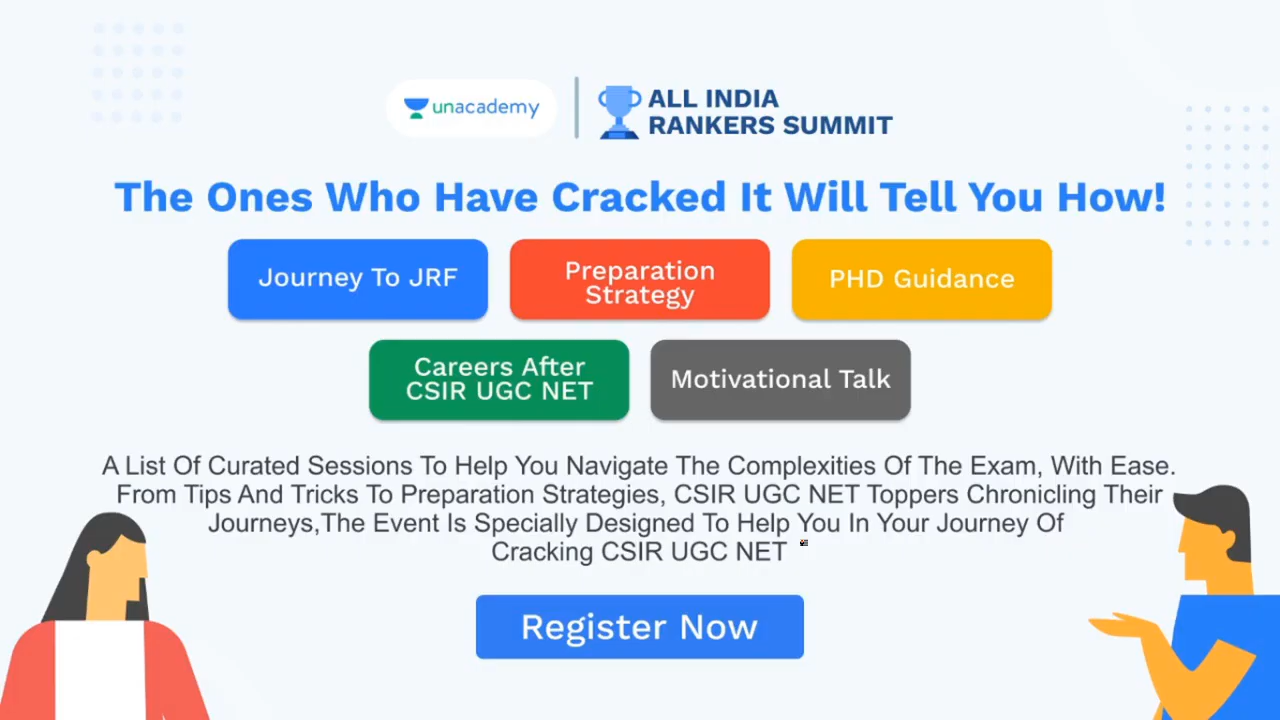 unacademy
ALL INDIA
RANKERS SUMMIT
The Ones Who Have Cracked It Will Tell You How!
Journey To JRF
Preparation
Strategy
PHD Guidance
Careers After
CSIR UGC NET
Motivational Talk
A List Of Curated Sessions To Help You Navigate The Complexities Of The Exam, With Ease.
From Tips And Tricks To Preparation Strategies, CSIR UGC NET Toppers Chronicling Their
Journeys,The Event Is Specially Designed To Help You In Your Journey Of
Cracking CSIR UGC NET
Register Now